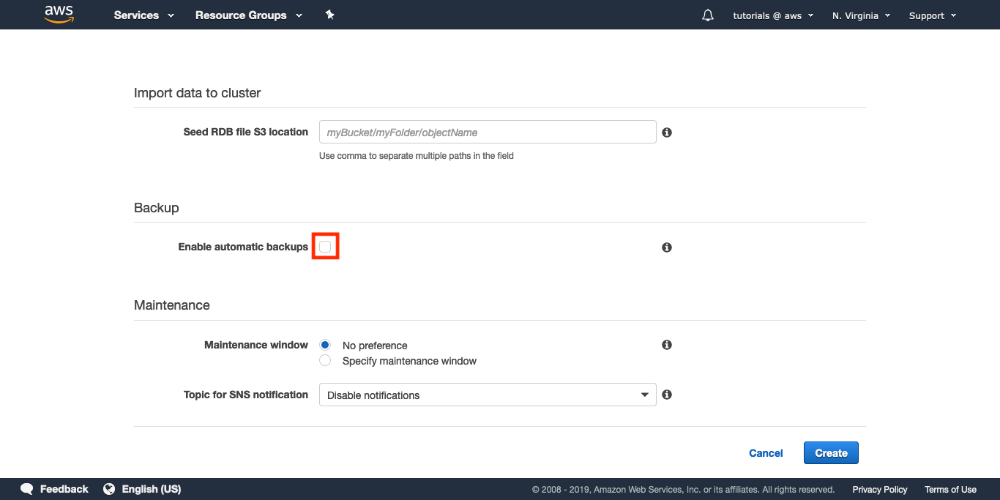 aws Services Resource Groups tutorials @ aws N. Virginia Support
Import data to cluster
Seed RDB file S3 location myBucket/myFolder/objectName
Use comma to separate multiple paths in the field
Backup
Enable automatic backups
Maintenance
Maintenance window No preference
Specify maintenance window
Topic for SNS notification Disable notifications
Cancel Create
Feedback English (US) © 2008 - 2019, Amazon Web Services, Inc. or its affiliates. All rights reserved. Privacy Policy Terms of Use